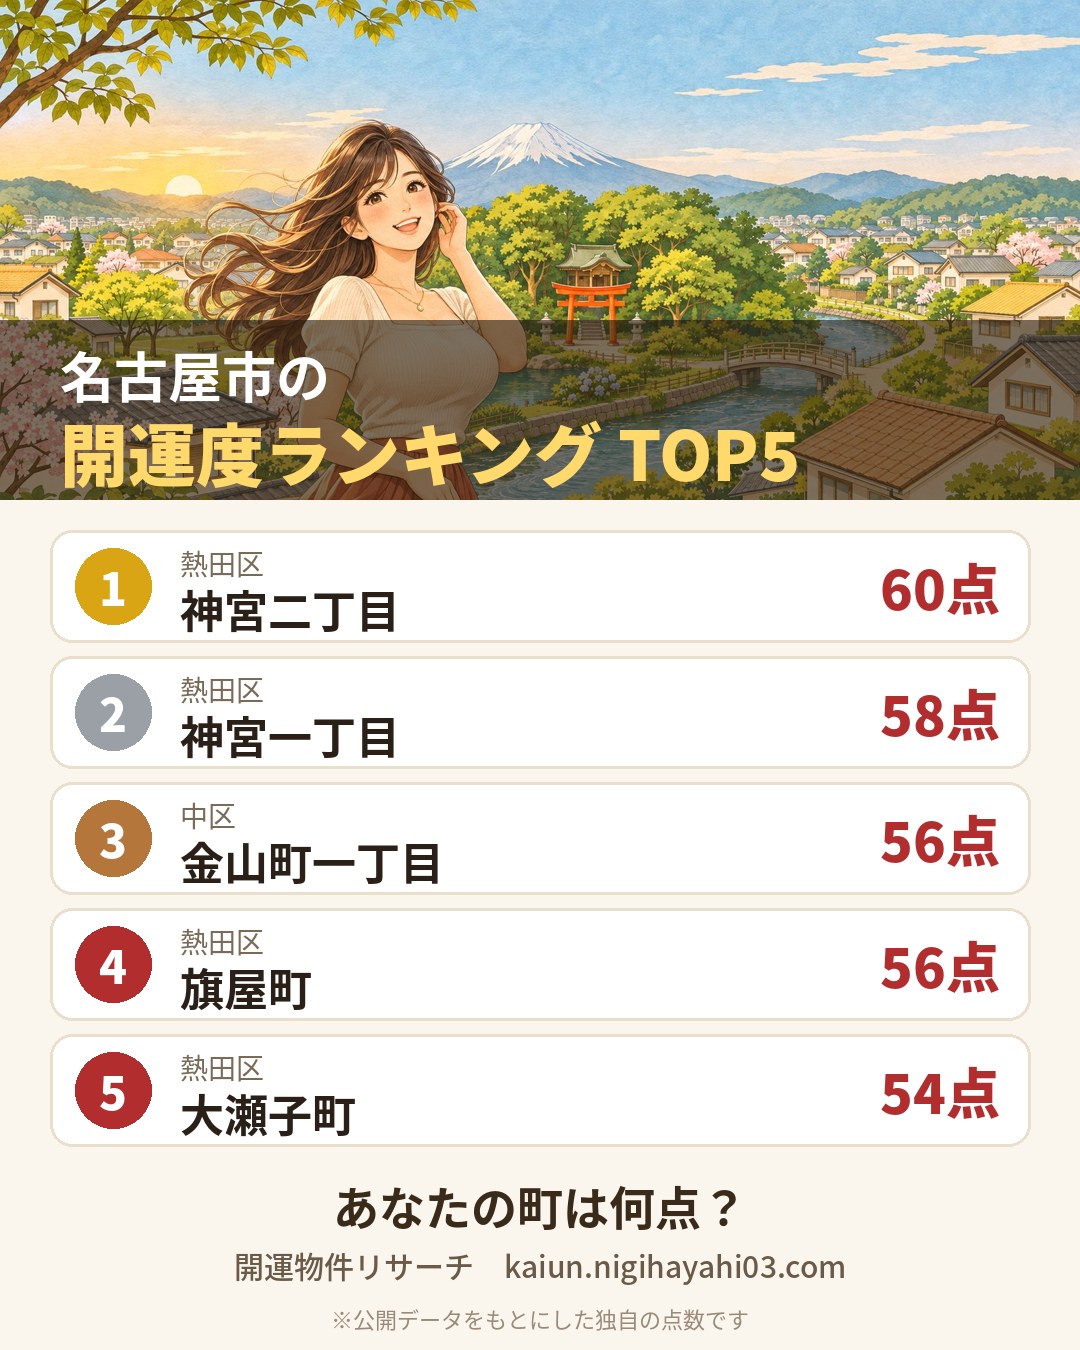 名古屋市の
開運度ランキング TOP5
1
熱田区
神宮二丁目
60点
2
熱田区
神宮一丁目
58点
3
中区
金山町一丁目
56点
4
熱田区
旗屋町
56点
5
熱田区
大瀬子町
54点
あなたの町は何点？
開運物件リサーチ　kaiun.nigihayahi03.com
※公開データをもとにした独自の点数です